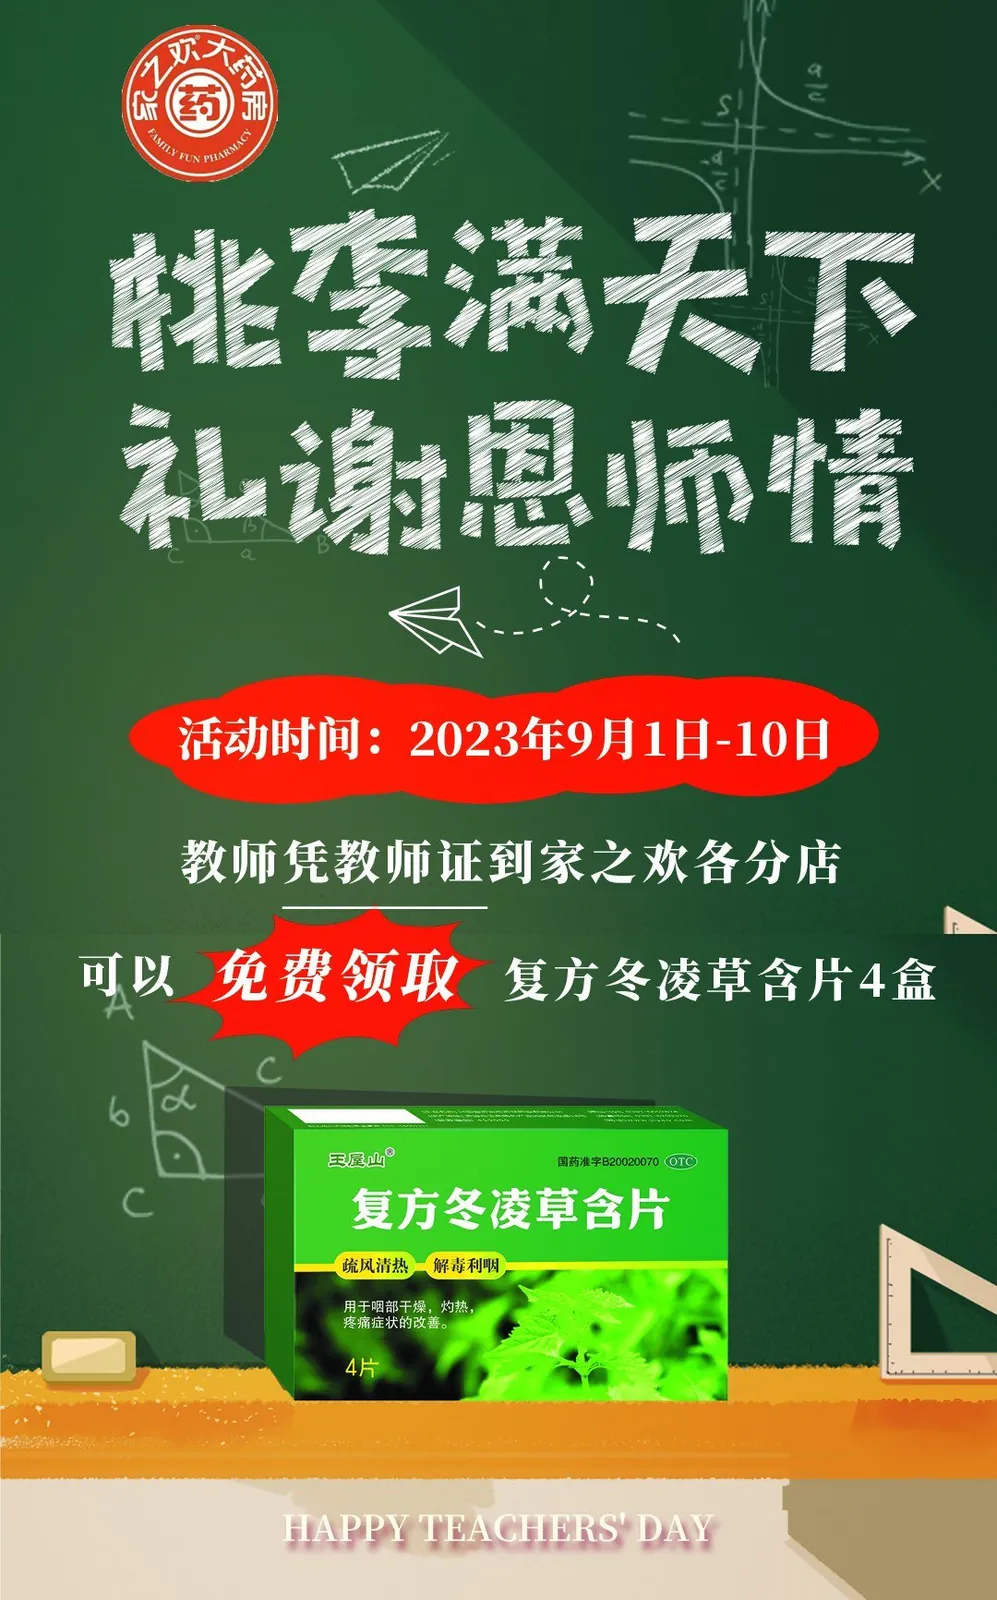 家之欢大药房
药
FAMILY FUN PHARMACY
a
c
S
a
c
X
桃李满天下
礼谢恩师情
B
C
a
B
活动时间：2023年9月1日-10日
教师凭教师证到家之欢各分店
可以 免费领取 复方冬凌草含片4盒
A
C
6
α
C
王屋山®
国药准字B20020070 OTC
复方冬凌草含片
疏风清热 解毒利咽
用于咽部干燥，灼热，
疼痛症状的改善。
4片
HAPPY TEACHERS' DAY